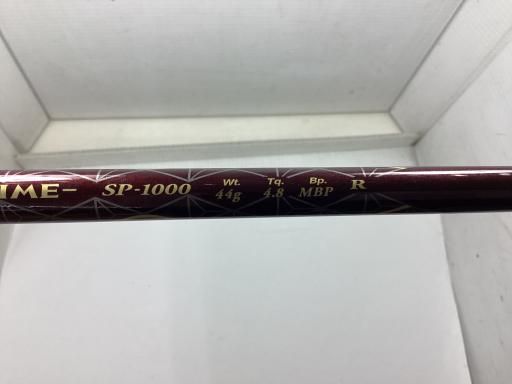 IME– SP-1000 Wt. 44g Tq. 4.8 Bp. MBP R